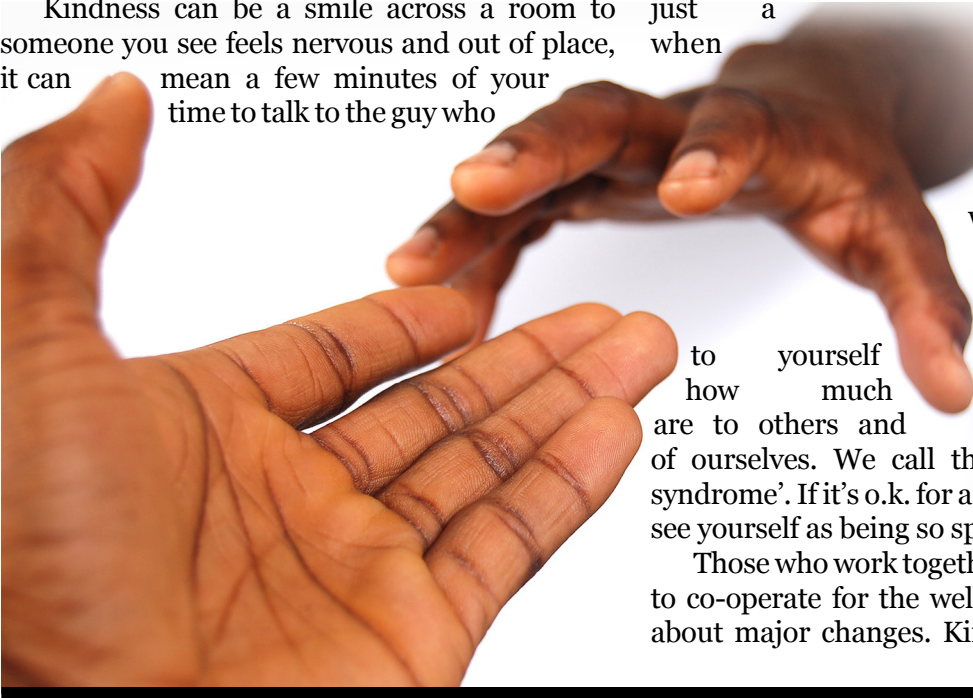 Kindness can be a smile across a room to
someone you see feels nervous and out of place,
it can mean a few minutes of your
time to talk to the guy who
just a
when
to yourself
how much
are to others and
of ourselves. We call th
syndrome’. If it’s o.k. for a
see yourself as being so sp
Those who work togeth
to co-operate for the wel
about major changes. Ki